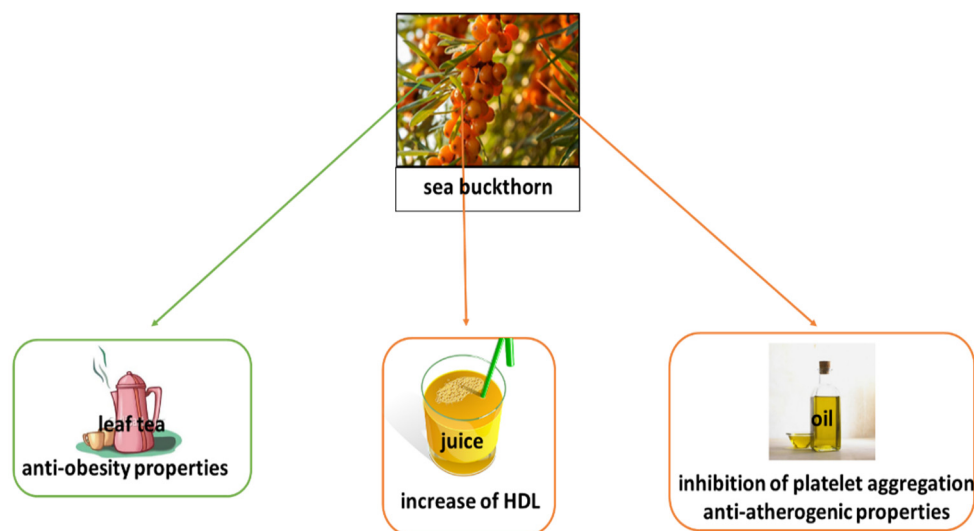 sea buckthorn
leaf tea
anti-obesity properties
juice
increase of HDL
oil
inhibition of platelet aggregation
anti-atherogenic properties